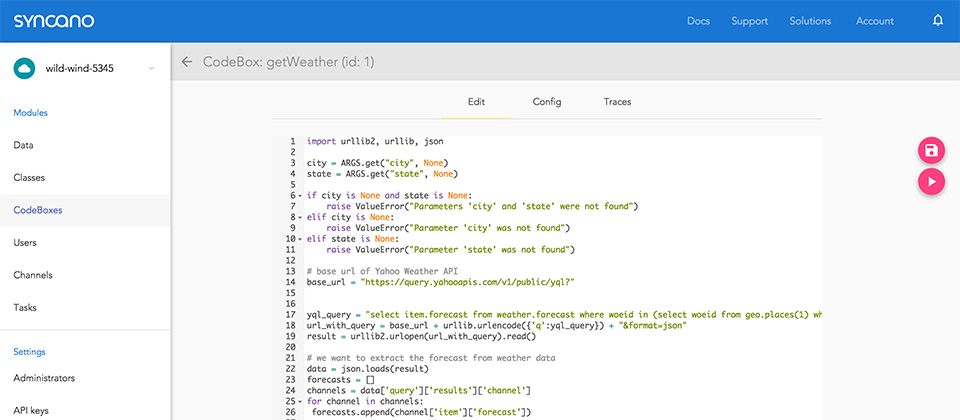 syncano
Docs Support Solutions Account
wild-wind-5345
CodeBox: getWeather (id: 1)
Modules
Data
Classes
CodeBoxes
Users
Channels
Tasks
Settings
Administrators
API keys
Edit Config Traces
1 import urllib2, urllib, json
2
3 city = ARGS.get("city", None)
4 state = ARGS.get("state", None)
5
6 if city is None and state is None:
7     raise ValueError("Parameters 'city' and 'state' were not found")
8 elif city is None:
9     raise ValueError("Parameter 'city' was not found")
10 elif state is None:
11     raise ValueError("Parameter 'state' was not found")
12
13 # base url of Yahoo Weather API
14 base_url = "https://query.yahooapis.com/v1/public/yql?"
15
16
17 yql_query = "select item.forecast from weather.forecast where woeid in (select woeid from geo.places(1) wh
18 url_with_query = base_url + urllib.urlencode({'q':yql_query}) + "&format=json"
19 result = urllib2.urlopen(url_with_query).read()
20
21 # we want to extract the forecast from weather data
22 data = json.loads(result)
23 forecasts = []
24 channels = data['query']['results']['channel']
25 for channel in channels:
26  forecasts.append(channel['item']['forecast'])